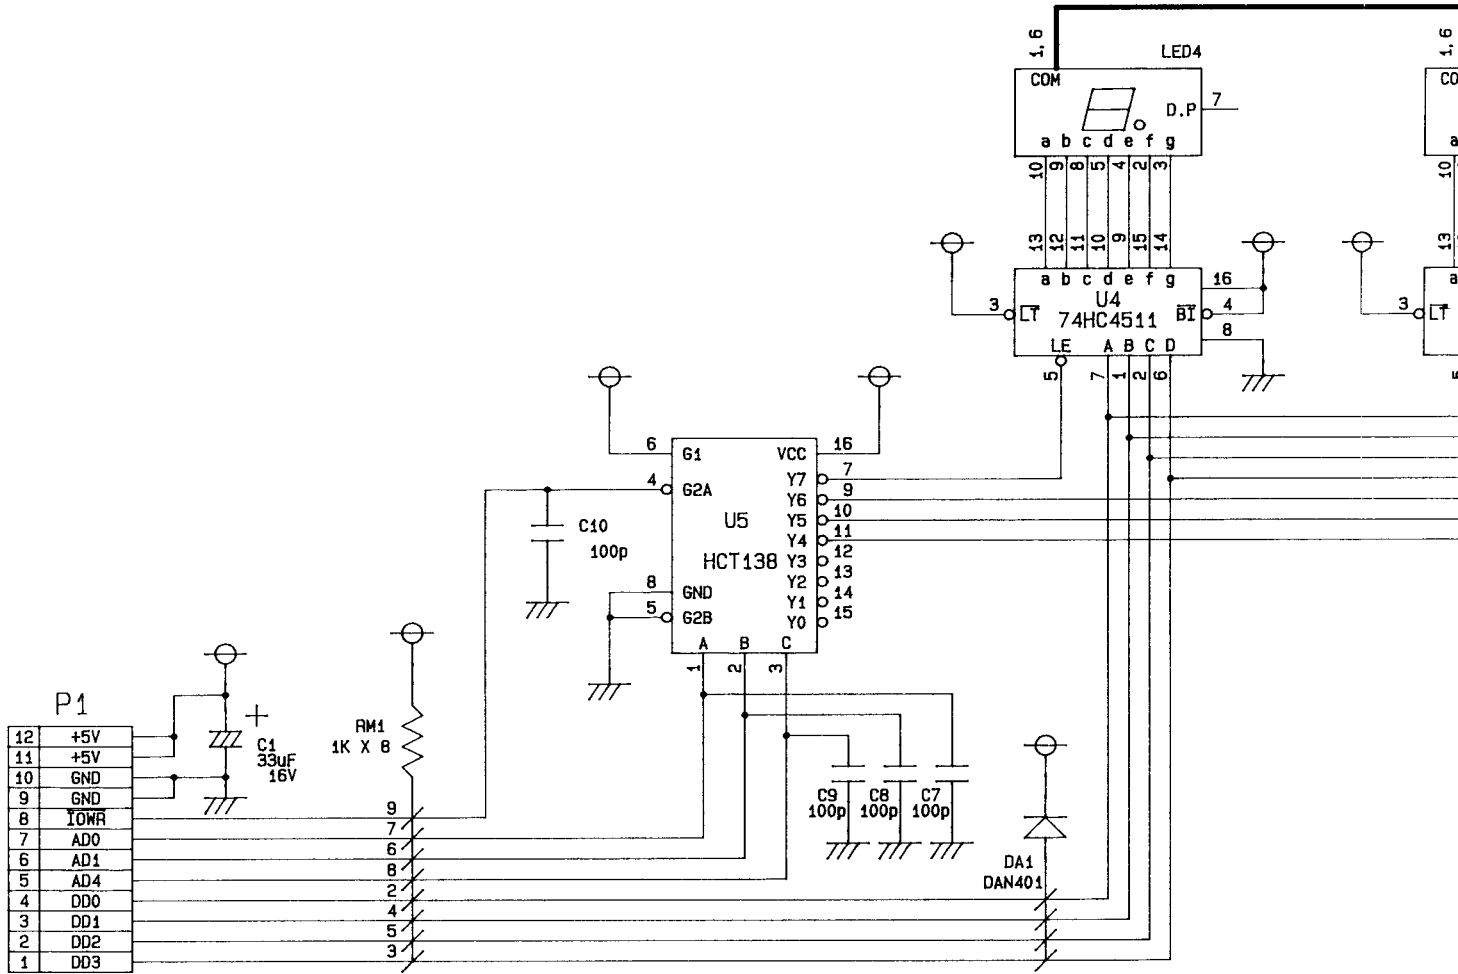 1, 6
LED4
COM
D.P 7
a b c d e f g
10 9 8 5 4 2 3
13 12 11 10 9 15 14
a b c d e f g
16
3 LT
U4
74HC4511
BI 4
8
LE A B C D
5 7 1 2 6
1, 6
CO
a
10
13
a
3 LT
5
6 G1
VCC 16
4 G2A
Y7 7
Y6 9
U5
Y5 10
Y4 11
HCT138
Y3 12
Y2 13
8 GND
Y1 14
5 G2B
Y0 15
A B C
1 2 3
C10
100p
P1
12 +5V
11 +5V
10 GND
9 GND
8 IOWR
7 AD0
6 AD1
5 AD4
4 DD0
3 DD1
2 DD2
1 DD3
+
C1
33uF
16V
RM1
1K X 8
9
7
6
8
2
4
5
3
C9 C8 C7
100p 100p 100p
DA1
DAN401